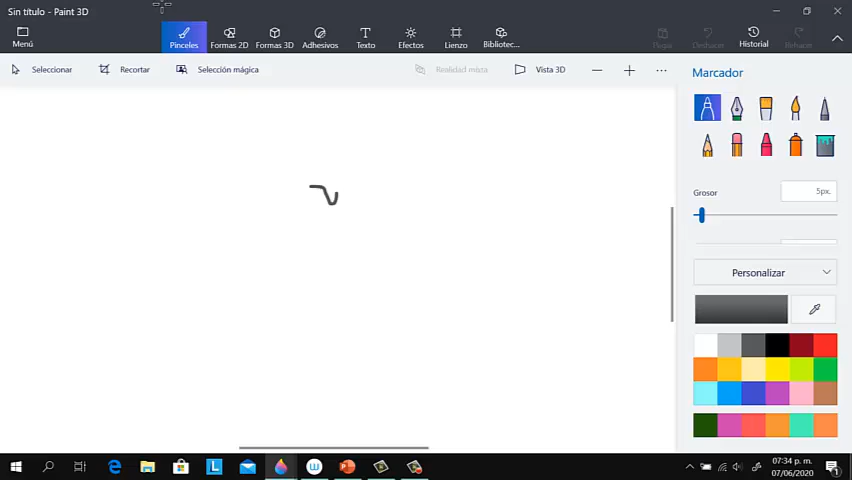 Sin título - Paint 3D
Menú
Pinceles
Formas 2D
Formas 3D
Adhesivos
Texto
Efectos
Lienzo
Bibliotec...
Pegar
Deshacer
Historial
Rehacer
Seleccionar
Recortar
Selección mágica
Realidad mixta
Vista 3D
Marcador
Grosor
5px.
Personalizar
07:34 p. m.
07/06/2020